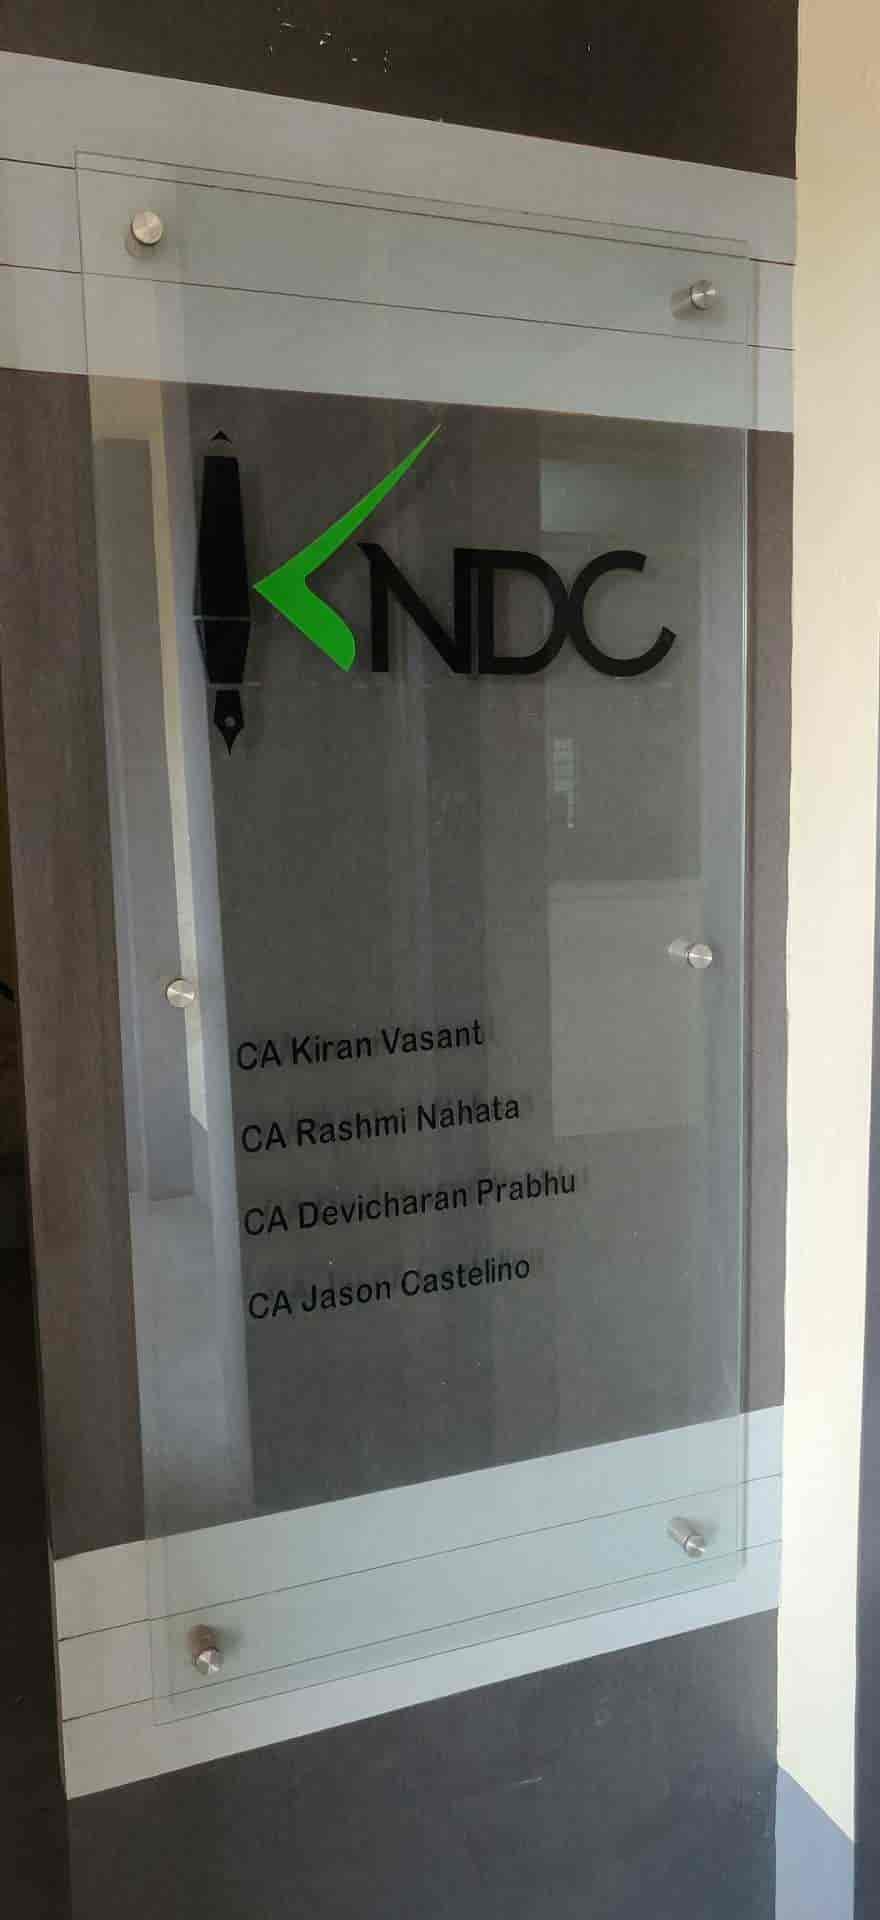 KNDC
CA Kiran Vasant
CA Rashmi Nahata
CA Devicharan Prabhu
CA Jason Castelino